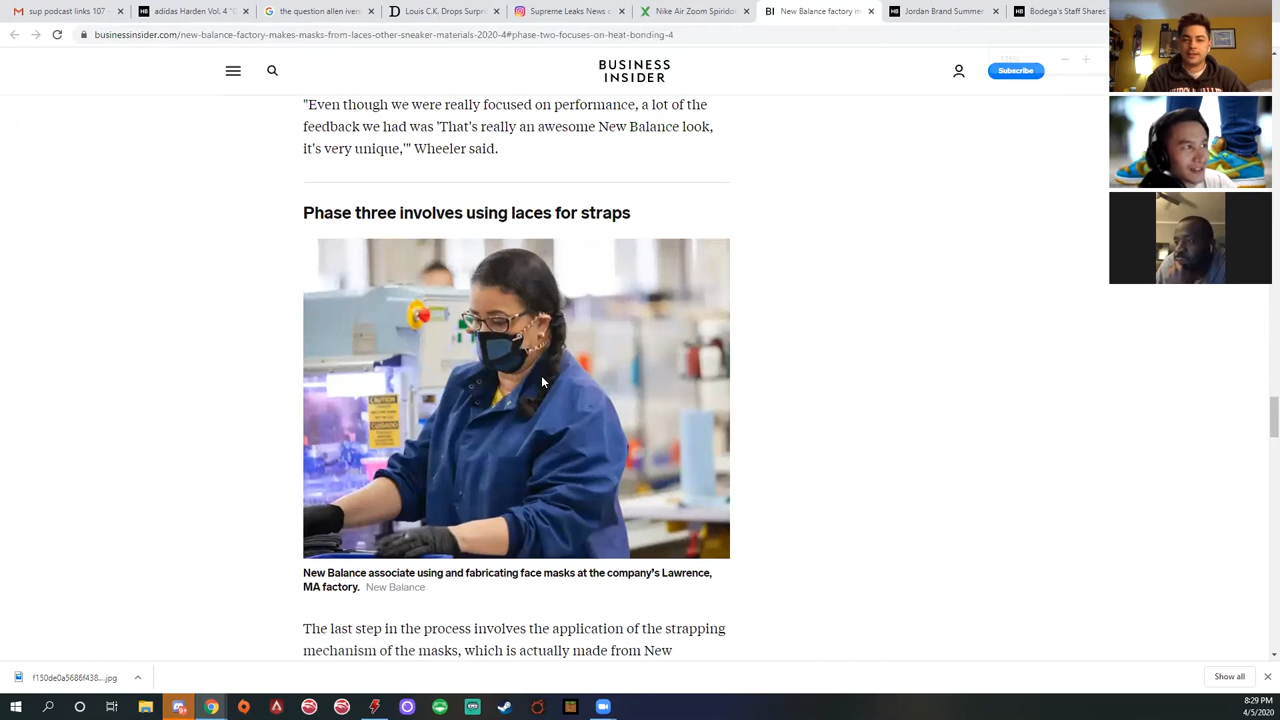 sup podcast links 107
adidas Harden Vol. 4 "C
the question allen ivers
Louis C.K. Drops Surpri
Supreme Leaks News
Nike Air Zoom Spirido
New Balance factory m
Jordan Brand Summer
Bodega's Staff Shares
businessinsider.com/new-balance-factory-makes-masks-from-laces-other-sneaker-materials-2020-4#phase-two-focuses-on-heat-bonding-4
BUSINESS
INSIDER
Subscribe
"Even though we were really focused on performance, a lot of the
feedback we had was 'That's really an awesome New Balance look,
it's very unique,'" Wheeler said.
Phase three involves using laces for straps
CAUTION
New Balance associate using and fabricating face masks at the company's Lawrence,
MA factory. New Balance
The last step in the process involves the application of the strapping
mechanism of the masks, which is actually made from New
f150de0a5686f438....jpg
Show all
8:29 PM
4/5/2020